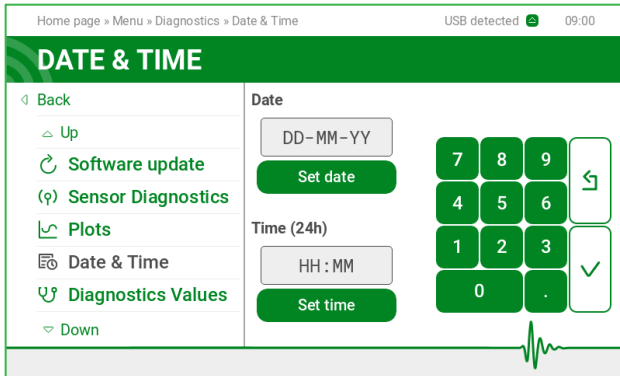 Home page » Menu » Diagnostics » Date & Time USB detected 09:00
DATE & TIME
Back
Up
Software update
Sensor Diagnostics
Plots
Date & Time
Diagnostics Values
Down
Date
DD-MM-YY
Set date
Time (24h)
HH:MM
Set time
7 8 9
4 5 6
1 2 3
0 .